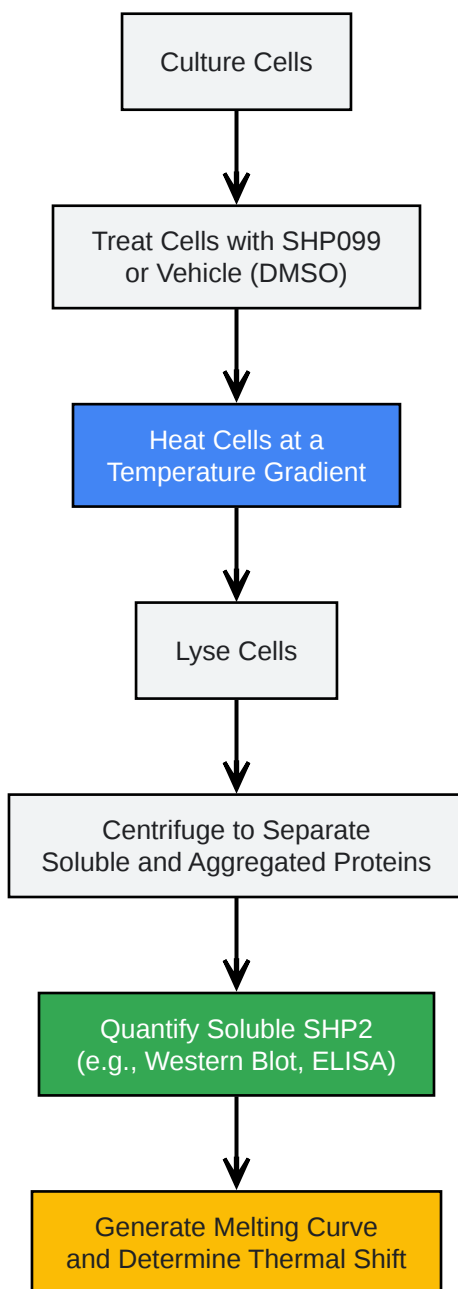 Culture Cells
Treat Cells with SHP099
or Vehicle (DMSO)
Heat Cells at a
Temperature Gradient
Lyse Cells
Centrifuge to Separate
Soluble and Aggregated Proteins
Quantify Soluble SHP2
(e.g., Western Blot, ELISA)
Generate Melting Curve
and Determine Thermal Shift